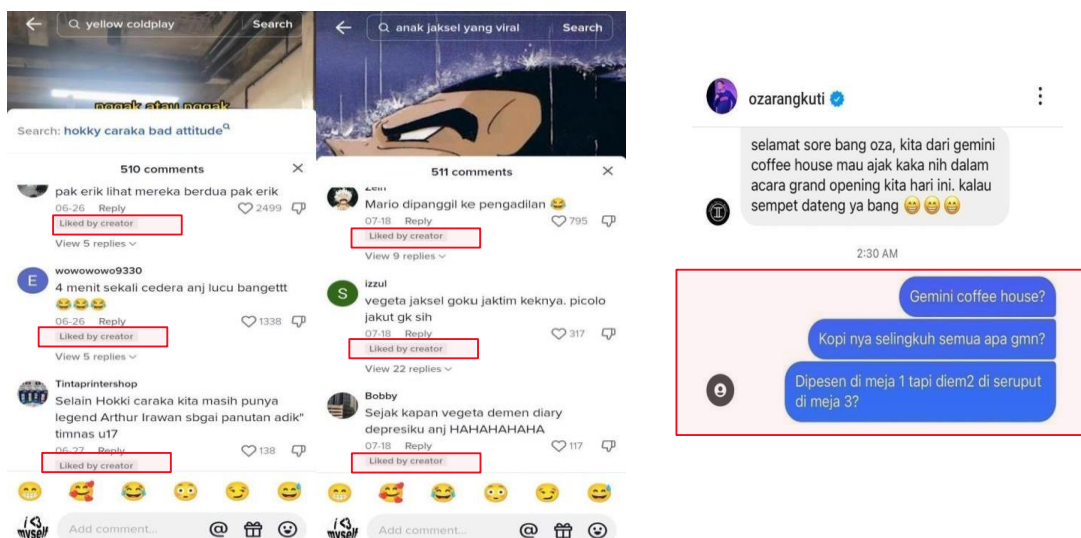 yellow coldplay
Search
nggak atau nggak
Search: hokky caraka bad attitude
510 comments
pak erik lihat mereka berdua pak erik
06-26 Reply
2499
Liked by creator
View 5 replies
E
wowowowo9330
4 menit sekali cedera anj lucu bangettt
😂😂😂
06-26 Reply
1338
Liked by creator
View 5 replies
Tintaprintershop
Selain Hokki caraka kita masih punya
legend Arthur Irawan sbgai panutan adik"
timnas u17
06-27 Reply
138
Liked by creator
i <3
myself
Add comment...
anak jaksel yang viral
Search
511 comments
Zein
Mario dipanggil ke pengadilan 😂
07-18 Reply
795
Liked by creator
View 9 replies
S
izzul
vegeta jaksel goku jaktim keknya. picolo
jakut gk sih
07-18 Reply
317
Liked by creator
View 22 replies
Bobby
Sejak kapan vegeta demen diary
depresiku anj HAHAHAHAHA
07-18 Reply
117
Liked by creator
i <3
myself
Add comment...
ozarangkuti
selamat sore bang oza, kita dari gemini
coffee house mau ajak kaka nih dalam
acara grand opening kita hari ini. kalau
sempet dateng ya bang 😁😁😁
2:30 AM
Gemini coffee house?
Kopi nya selingkuh semua apa gmn?
Dipesen di meja 1 tapi diem2 di seruput
di meja 3?